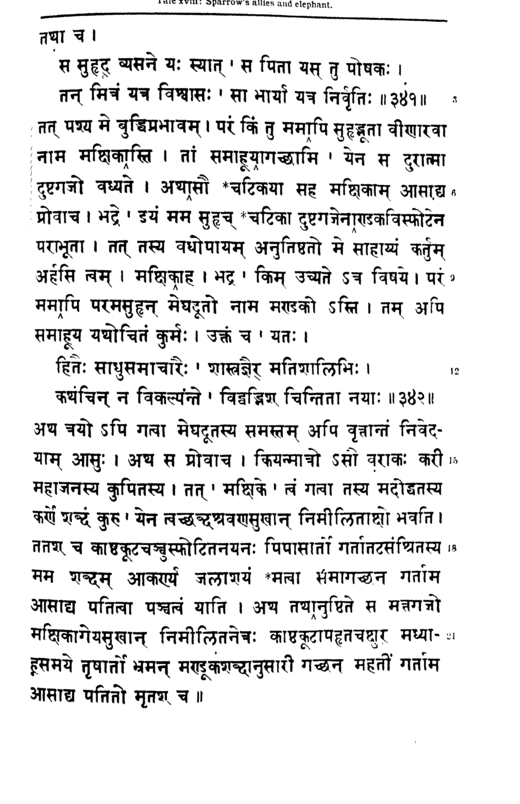 Tale xviii: Sparrow's allies and elephant.
तथा च ।
स सुहृद् व्यसने यः स्यात् ' स पिता यस् तु पोषकः ।
तन् मित्रं यत्र विश्वासः ' सा भार्या यत्र निर्वृतिः ॥३४१॥ 3
तत् पश्य मे बुद्धिप्रभावम् । परं किं तु ममापि सुहृद्भूता वीणारवा
नाम मक्षिकास्ति । तां समाहूयागच्छामि ' येन स दुरात्मा
दुष्टगजो वध्यते । अथासौ *चटिकया सह मक्षिकाम् आसाद्य 6
प्रोवाच । भद्रे ' इयं मम सुहृच् *चटिका दुष्टगजेनाण्डकविस्फोटेन
पराभूता । तत् तस्य वधोपायम् अनुतिष्ठतो मे साहाय्यं कर्तुम्
अर्हसि त्वम् । मक्षिकाह । भद्र ' किम् उच्यते ऽत्र विषये । परं 9
ममापि परमसुहृन् मेघदूतो नाम मण्डको ऽस्ति । तम् अपि
समाहूय यथोचितं कुर्मः । उक्तं च ' यतः ।
हितैः साधुसमाचारैः ' शास्त्रज्ञैर् मतिशालिभिः । 12
कथंचिन् न विकल्पन्ते ' विद्वद्भिश् चिन्तिता नयाः ॥३४२॥
अथ त्रयो ऽपि गत्वा मेघदूतस्य समस्तम् अपि वृत्तान्तं निवेद-
याम् आसुः । अथ स प्रोवाच । कियन्मात्रो ऽसौ वराकः करी 15
महाजनस्य कुपितस्य । तत् ' मक्षिके ' त्वं गत्वा तस्य मदोद्धतस्य
कर्णे शब्दं कुरु ' येन त्वच्छब्दश्रवणसुखान् निमीलिताक्षो भवति ।
ततश् च काष्ठकूटचञ्चुस्फोटितनयनः पिपासार्तो गर्तातटसंश्रितस्य 18
मम शब्दम् आकर्ण्य जलाशयं *मत्वा समागच्छन् गर्ताम्
आसाद्य पतित्वा पञ्चत्वं याति । अथ तथानुष्ठिते स मत्तगजो
मक्षिकागेयसुखान् निमीलितनेत्रः काष्ठकूटापहृतचक्षुर् मध्या- 21
ह्नसमये तृषार्तो भ्रमन् मण्डूकशब्दानुसारी गच्छन् महतीं गर्ताम्
आसाद्य पतितो मृतश् च ॥